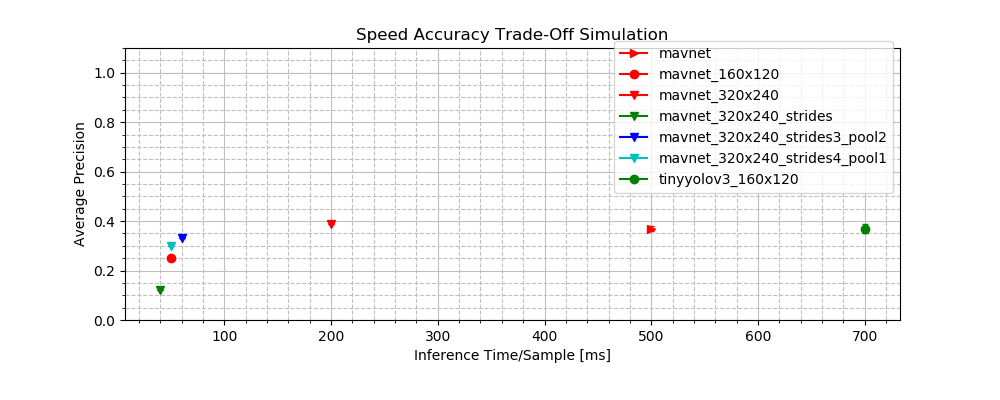 Speed Accuracy Trade-Off Simulation
mavnet
mavnet_160x120
mavnet_320x240
mavnet_320x240_strides
mavnet_320x240_strides3_pool2
mavnet_320x240_strides4_pool1
tinyyolov3_160x120
Average Precision
1.0
0.8
0.6
0.4
0.2
0.0
100 200 300 400 500 600 700
Inference Time/Sample [ms]